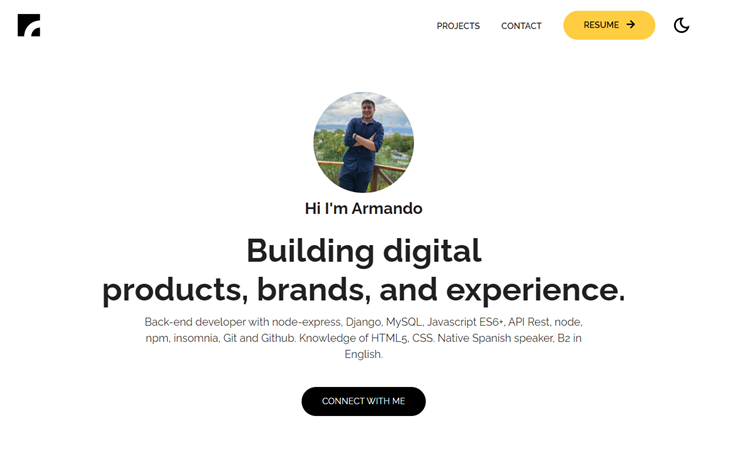 PROJECTS CONTACT RESUME
Hi I'm Armando
Building digital
products, brands, and experience.
Back-end developer with node-express, Django, MySQL, Javascript ES6+, API Rest, node,
npm, insomnia, Git and Github. Knowledge of HTML5, CSS. Native Spanish speaker, B2 in
English.
CONNECT WITH ME